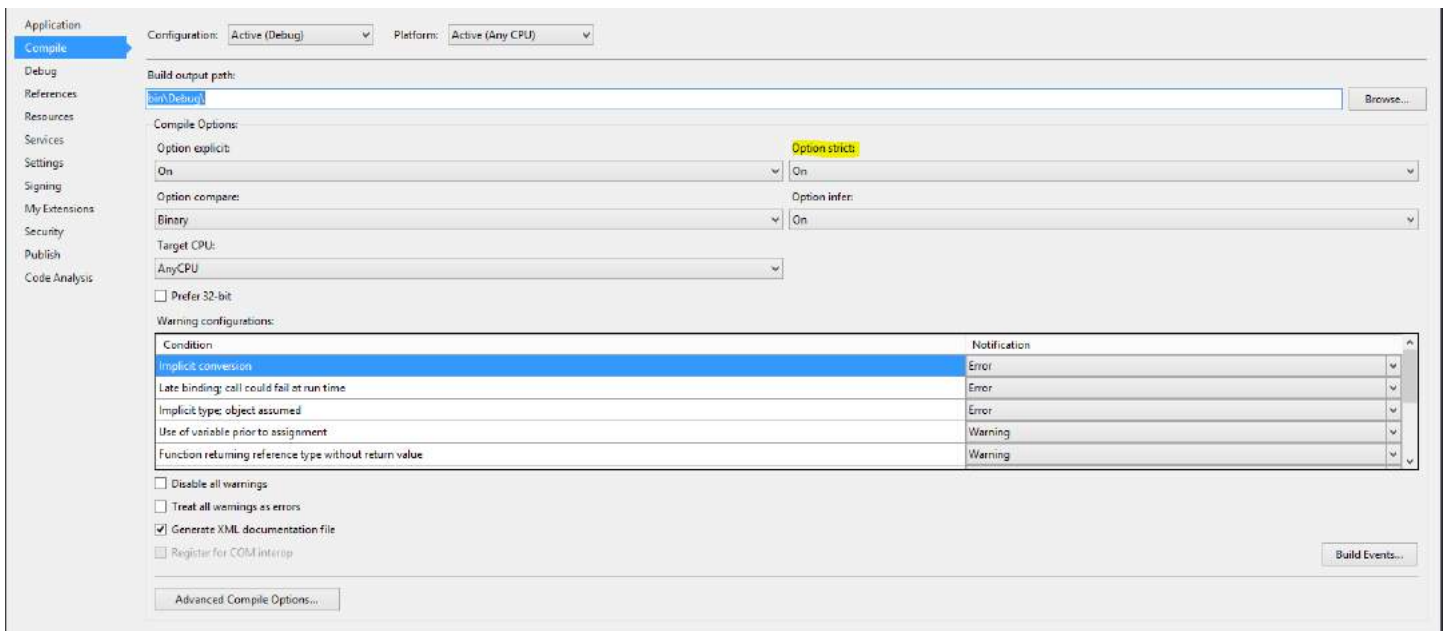 Application
Compile
Debug
References
Resources
Services
Settings
Signing
My Extensions
Security
Publish
Code Analysis
Configuration: Active (Debug) Platform: Active (Any CPU)
Build output path:
bin\Debug\ Browse...
Compile Options:
Option explicit: Option strict:
On On
Option compare: Option infer:
Binary On
Target CPU:
AnyCPU
Prefer 32-bit
Warning configurations:
Condition Notification
Implicit conversion Error
Late binding; call could fail at run time Error
Implicit type; object assumed Error
Use of variable prior to assignment Warning
Function returning reference type without return value Warning
Disable all warnings
Treat all warnings as errors
Generate XML documentation file
Register for COM interop
Build Events...
Advanced Compile Options...